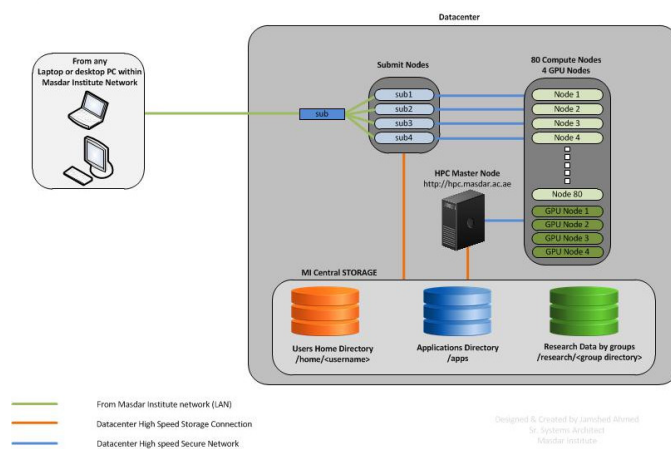 Datacenter
From any
Laptop or desktop PC within
Masdar Institute Network
sub
Submit Nodes
sub1
sub2
sub3
sub4
80 Compute Nodes
4 GPU Nodes
Node 1
Node 2
Node 3
Node 4
Node 80
GPU Node 1
GPU Node 2
GPU Node 3
GPU Node 4
HPC Master Node
http://hpc.masdar.ac.ae
MI Central STORAGE
Users Home Directory
/home/<username>
Applications Directory
/apps
Research Data by groups
/research/<group directory>
From Masdar Institute network (LAN)
Datacenter High Speed Storage Connection
Datacenter High speed Secure Network
Designed & Created by Jamshed Ahmed
Sr. Systems Architect
Masdar Institute